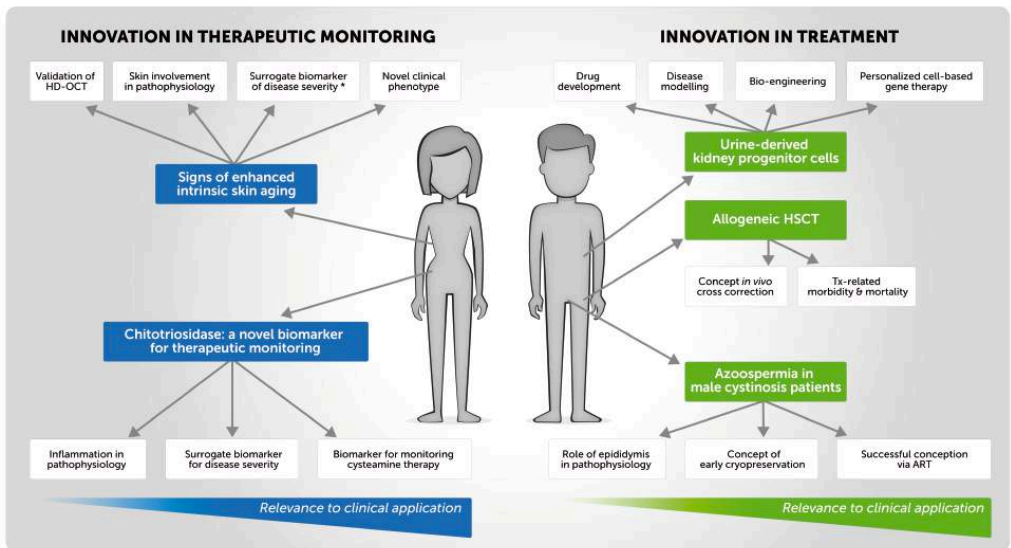 INNOVATION IN THERAPEUTIC MONITORING
Validation of
HD-OCT
Skin involvement
in pathophysiology
Surrogate biomarker
of disease severity *
Novel clinical
phenotype
Signs of enhanced
intrinsic skin aging
Chitotriosidase: a novel biomarker
for therapeutic monitoring
Inflammation in
pathophysiology
Surrogate biomarker
for disease severity
Biomarker for monitoring
cysteamine therapy
Relevance to clinical application
INNOVATION IN TREATMENT
Drug
development
Disease
modelling
Bio-engineering
Personalized cell-based
gene therapy
Urine-derived
kidney progenitor cells
Allogeneic HSCT
Concept in vivo
cross correction
Tx-related
morbidity & mortality
Azoospermia in
male cystinosis patients
Role of epididymis
in pathophysiology
Concept of
early cryopreservation
Successful conception
via ART
Relevance to clinical application